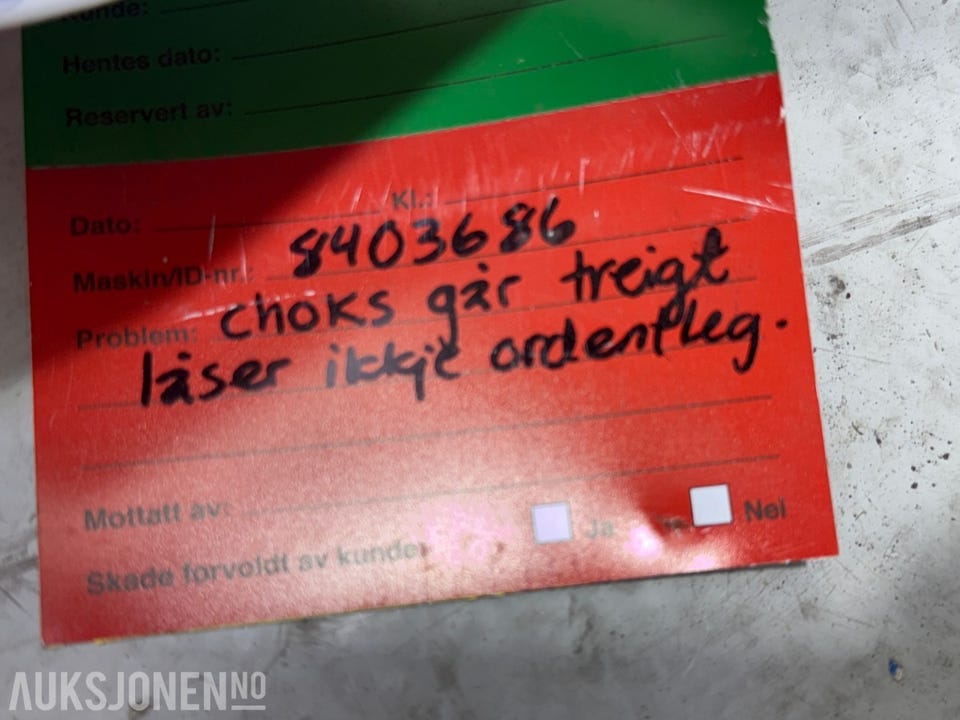 Kunde:
Hentes dato:
Reservert av:
Dato: Kl.:
Maskin/ID-nr.: 8403686
Problem: choks går treigt
låser ikkje ordentleg.
Mottatt av:
Skade forvoldt av kunde Ja Nei
AUKSJONEN NO